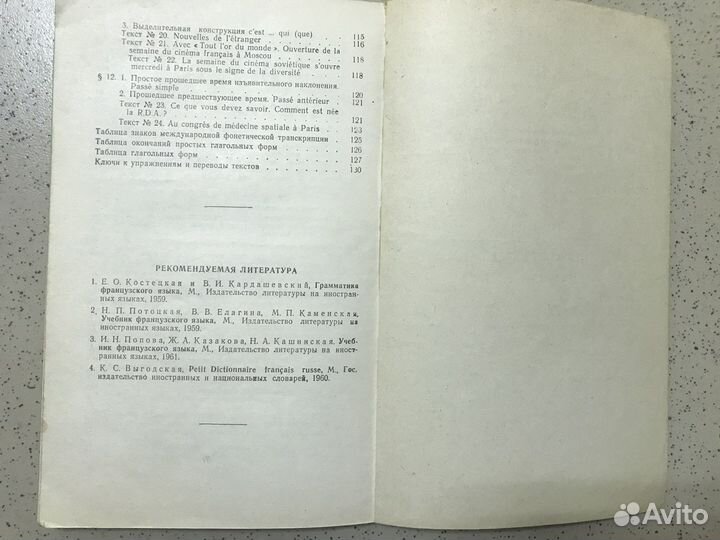 3. Выделительная конструкция c'est ... qui (que) . 115
Текст № 20. Nouvelles de l'étranger . . . . . . 116
Текст № 21. Avec «Tout l'or du monde». Ouverture de la
semaine du cinéma français à Moscou . . . . . 118
Текст № 22. La semaine du cinéma soviétique s'ouvre
mercredi à Paris sous le signe de la diversité . . . 118
§ 12. 1. Простое прошедшее время изъявительного наклонения.
Passé simple . . . . . . . . . . 120
2. Прошедшее предшествующее время. Passé antérieur . 121
Текст № 23. Ce que vous devez savoir. Comment est née
la R.D.A.? . . . . . . . . . . 121
Текст № 24. Au congrès de médecine spatiale à Paris . . 123
Таблица знаков международной фонетической транскрипции . . 125
Таблица окончаний простых глагольных форм . . . . . 126
Таблица глагольных форм . . . . . . . . . 127
Ключи к упражнениям и переводы текстов . . . . . . 130
РЕКОМЕНДУЕМАЯ ЛИТЕРАТУРА
1. Е. О. Костецкая и В. И. Кардашевский, Грамматика
французского языка, М., Издательство литературы на иностран-
ных языках, 1959.
2. Н. П. Потоцкая, В. В. Елагина, М. П. Каменская,
Учебник французского языка, М., Издательство литературы на
иностранных языках, 1959.
3. И. Н. Попова, Ж. А. Казакова, Н. А. Кашинская. Учеб-
ник французского языка, М., Издательство литературы на ино-
странных языках, 1961.
4. К. С. Выгодская, Petit Dictionnaire français russe, М., Гос.
издательство иностранных и национальных словарей, 1960.
Avito